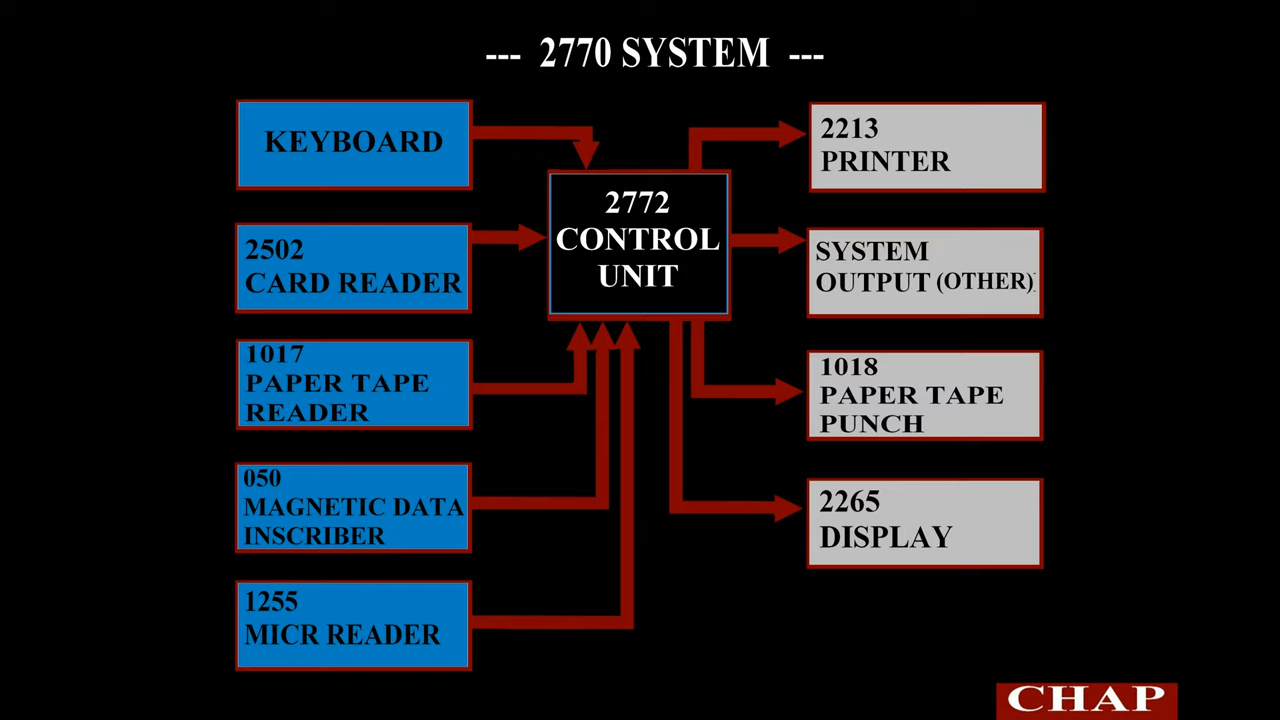 --- 2770 SYSTEM ---
KEYBOARD
2502
CARD READER
1017
PAPER TAPE
READER
050
MAGNETIC DATA
INSCRIBER
1255
MICR READER
2772
CONTROL
UNIT
2213
PRINTER
SYSTEM
OUTPUT (OTHER)
1018
PAPER TAPE
PUNCH
2265
DISPLAY
CHAP